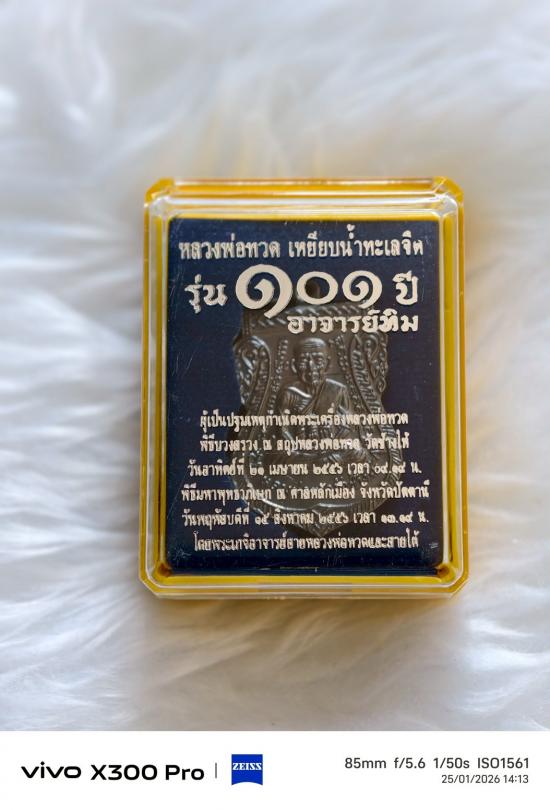 หลวงพ่อทวด เหยียบน้ำทะเลจืด
รุ่น ๑๐๑ ปี
อาจารย์ทิม
ผู้เป็นปฐมเหตุกำเนิดพระเครื่องหลวงพ่อทวด
พิธีบวงสรวง ณ สถูปหลวงพ่อทวด วัดช้างให้
วันอาทิตย์ที่ ๒๑ เมษายน ๒๕๕๖ เวลา ๐๙.๑๙ น.
พิธีมหาพุทธาภิเษก ณ ศาลหลักเมือง จังหวัดปัตตานี
วันพฤหัสบดีที่ ๑๕ สิงหาคม ๒๕๕๖ เวลา ๑๓.๑๙ น.
โดยพระเกจิอาจารย์สายหลวงพ่อทวดและสายใต้
vivo X300 Pro
ZEISS
85mm f/5.6 1/50s ISO1561
25/01/2026 14:13